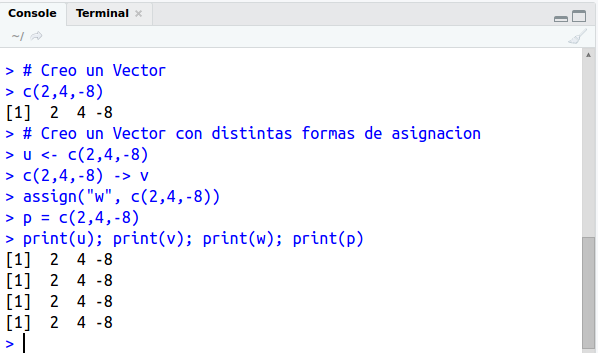 Console Terminal ×
~/
> # Creo un Vector
> c(2,4,-8)
[1]  2  4 -8
> # Creo un Vector con distintas formas de asignacion
> u <- c(2,4,-8)
> c(2,4,-8) -> v
> assign("w", c(2,4,-8))
> p = c(2,4,-8)
> print(u); print(v); print(w); print(p)
[1]  2  4 -8
[1]  2  4 -8
[1]  2  4 -8
[1]  2  4 -8
>